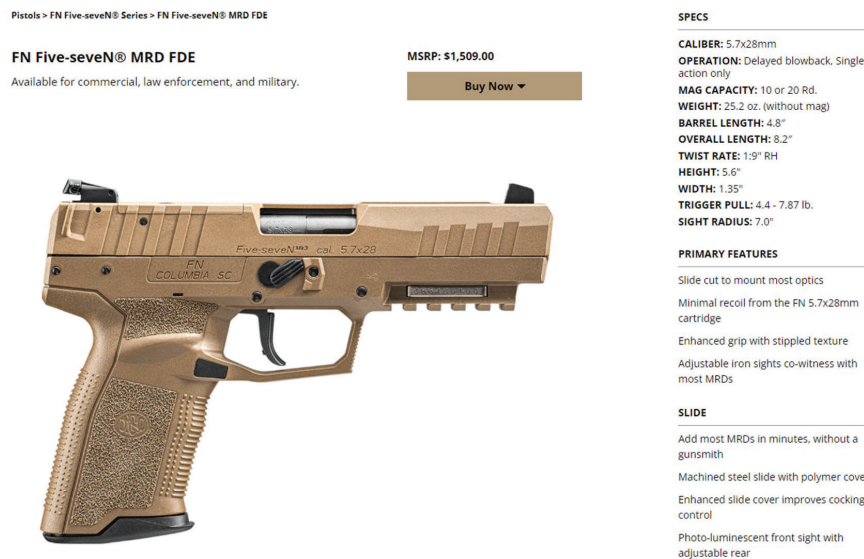 Pistols > FN Five-seveN® Series > FN Five-seveN® MRD FDE
FN Five-seveN® MRD FDE
Available for commercial, law enforcement, and military.
MSRP: $1,509.00
Buy Now
Five-seveN Mk3 cal. 5.7x28
FN
COLUMBIA SC
SPECS
CALIBER: 5.7x28mm
OPERATION: Delayed blowback, Single
action only
MAG CAPACITY: 10 or 20 Rd.
WEIGHT: 25.2 oz. (without mag)
BARREL LENGTH: 4.8″
OVERALL LENGTH: 8.2″
TWIST RATE: 1:9" RH
HEIGHT: 5.6"
WIDTH: 1.35"
TRIGGER PULL: 4.4 - 7.87 lb.
SIGHT RADIUS: 7.0"
PRIMARY FEATURES
Slide cut to mount most optics
Minimal recoil from the FN 5.7x28mm
cartridge
Enhanced grip with stippled texture
Adjustable iron sights co-witness with
most MRDs
SLIDE
Add most MRDs in minutes, without a
gunsmith
Machined steel slide with polymer cove
Enhanced slide cover improves cocking
control
Photo-luminescent front sight with
adjustable rear